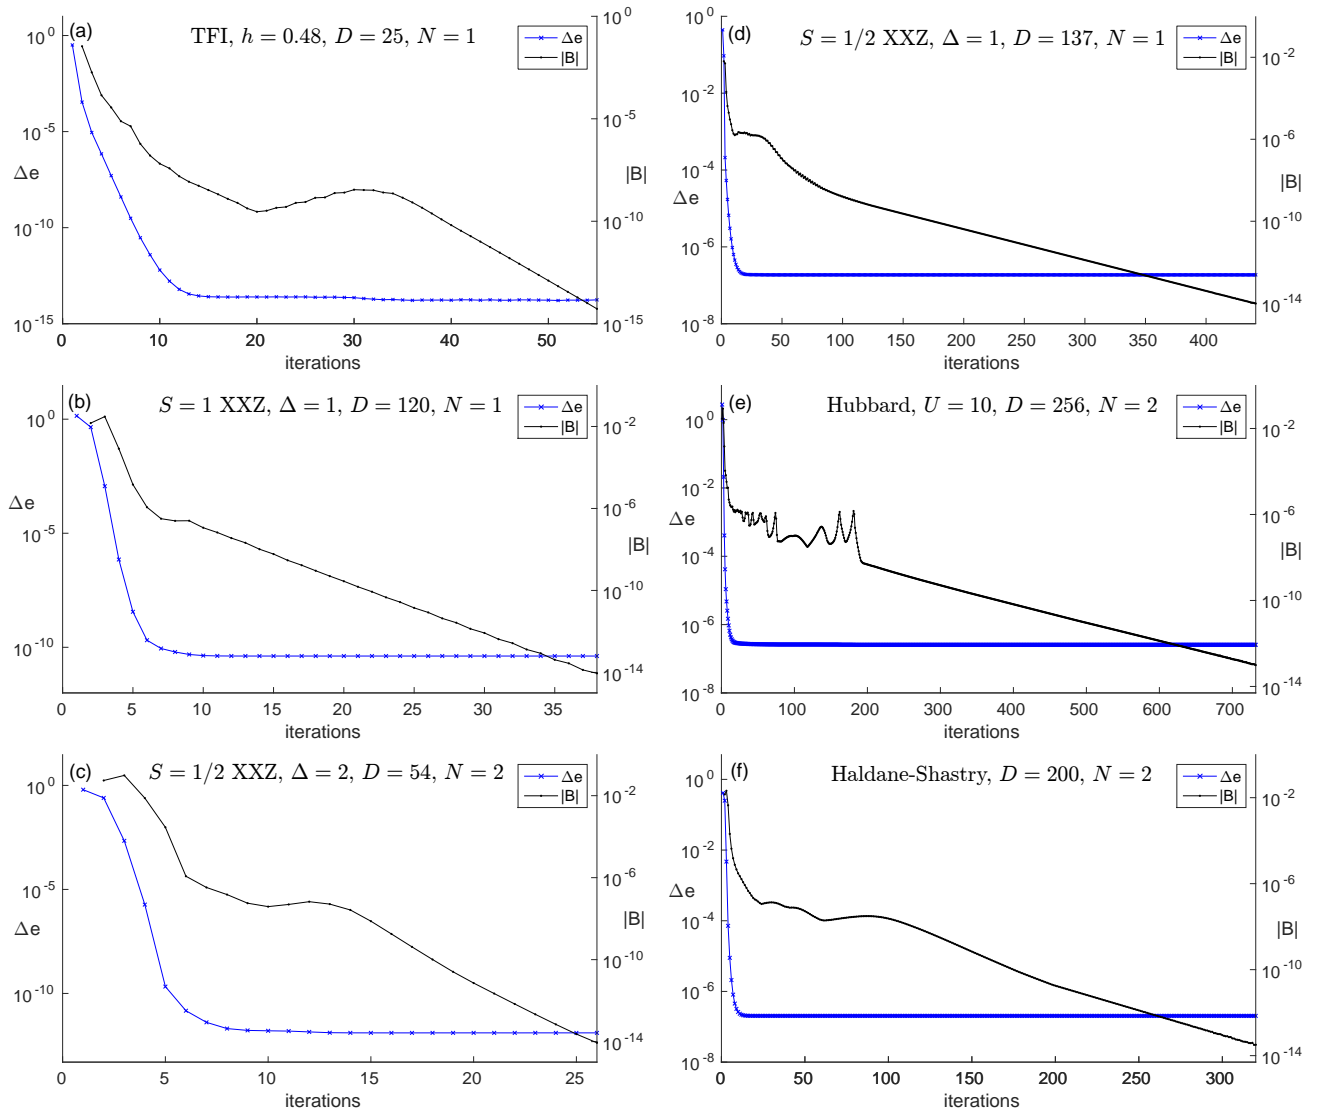 (a)
TFI, h = 0.48, D = 25, N = 1
Δe
|B|
10^0
10^-5
10^-10
10^-15
Δe
10^0
10^-5
10^-10
10^-15
|B|
0 10 20 30 40 50
iterations
(d)
S = 1/2 XXZ, Δ = 1, D = 137, N = 1
Δe
|B|
10^-2
10^-4
10^-6
10^-8
Δe
10^-2
10^-6
10^-10
10^-14
|B|
0 50 100 150 200 250 300 350 400
iterations
(b)
S = 1 XXZ, Δ = 1, D = 120, N = 1
Δe
|B|
10^0
10^-5
10^-10
Δe
10^-2
10^-6
10^-10
10^-14
|B|
0 5 10 15 20 25 30 35
iterations
(e)
Hubbard, U = 10, D = 256, N = 2
Δe
|B|
10^0
10^-2
10^-4
10^-6
10^-8
Δe
10^-2
10^-6
10^-10
10^-14
|B|
0 100 200 300 400 500 600 700
iterations
(c)
S = 1/2 XXZ, Δ = 2, D = 54, N = 2
Δe
|B|
10^0
10^-5
10^-10
Δe
10^-2
10^-6
10^-10
10^-14
|B|
0 5 10 15 20 25
iterations
(f)
Haldane-Shastry, D = 200, N = 2
Δe
|B|
10^0
10^-2
10^-4
10^-6
10^-8
Δe
10^-2
10^-6
10^-10
10^-14
|B|
0 50 100 150 200 250 300
iterations